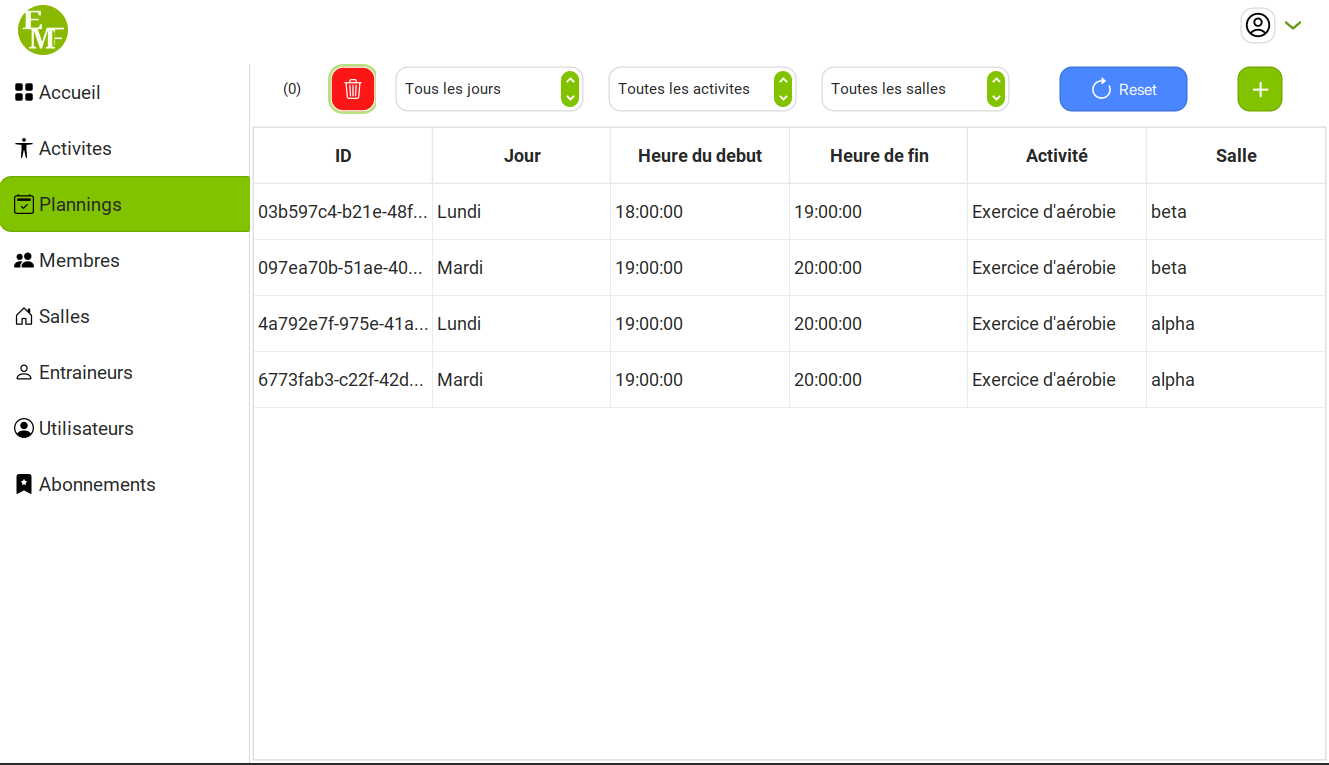 EMF
Accueil
Activites
Plannings
Membres
Salles
Entraineurs
Utilisateurs
Abonnements
(0) Tous les jours Toutes les activites Toutes les salles Reset +
ID Jour Heure du debut Heure de fin Activité Salle
03b597c4-b21e-48f... Lundi 18:00:00 19:00:00 Exercice d'aérobie beta
097ea70b-51ae-40... Mardi 19:00:00 20:00:00 Exercice d'aérobie beta
4a792e7f-975e-41a... Lundi 19:00:00 20:00:00 Exercice d'aérobie alpha
6773fab3-c22f-42d... Mardi 19:00:00 20:00:00 Exercice d'aérobie alpha